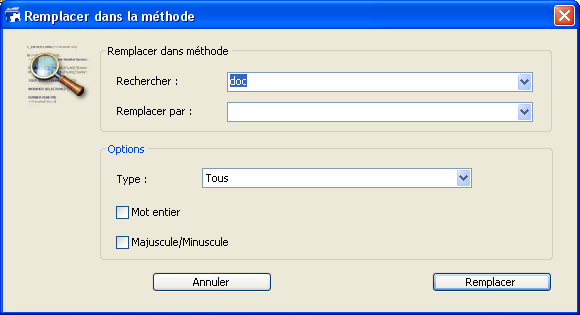 Remplacer dans la méthode
Remplacer dans méthode
Rechercher :
doc
Remplacer par :
Options
Type :
Tous
Mot entier
Majuscule/Minuscule
Annuler
Remplacer